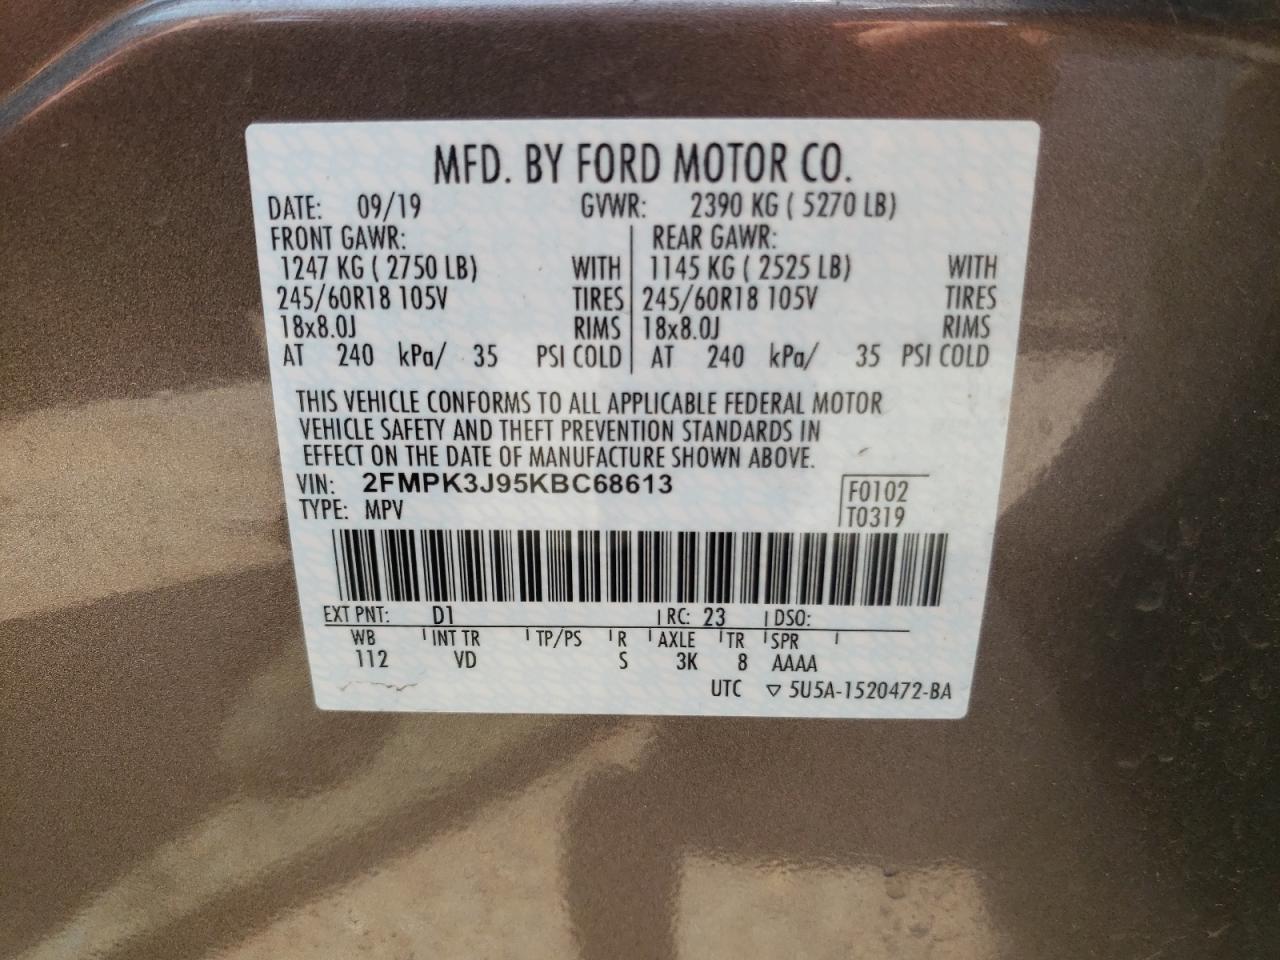 MFD. BY FORD MOTOR CO.
DATE: 09/19 GVWR: 2390 KG ( 5270 LB)
FRONT GAWR: REAR GAWR:
1247 KG ( 2750 LB) WITH 1145 KG ( 2525 LB) WITH
245/60R18 105V TIRES 245/60R18 105V TIRES
18x8.0J RIMS 18x8.0J RIMS
AT 240 kPa/ 35 PSI COLD AT 240 kPa/ 35 PSI COLD
THIS VEHICLE CONFORMS TO ALL APPLICABLE FEDERAL MOTOR
VEHICLE SAFETY AND THEFT PREVENTION STANDARDS IN
EFFECT ON THE DATE OF MANUFACTURE SHOWN ABOVE.
VIN: 2FMPK3J95KBC68613 F0102
TYPE: MPV T0319
EXT PNT: D1 RC: 23 DSO:
WB INT TR TP/PS R AXLE TR SPR
112 VD S 3K 8 AAAA
UTC ▽ 5U5A-1520472-BA